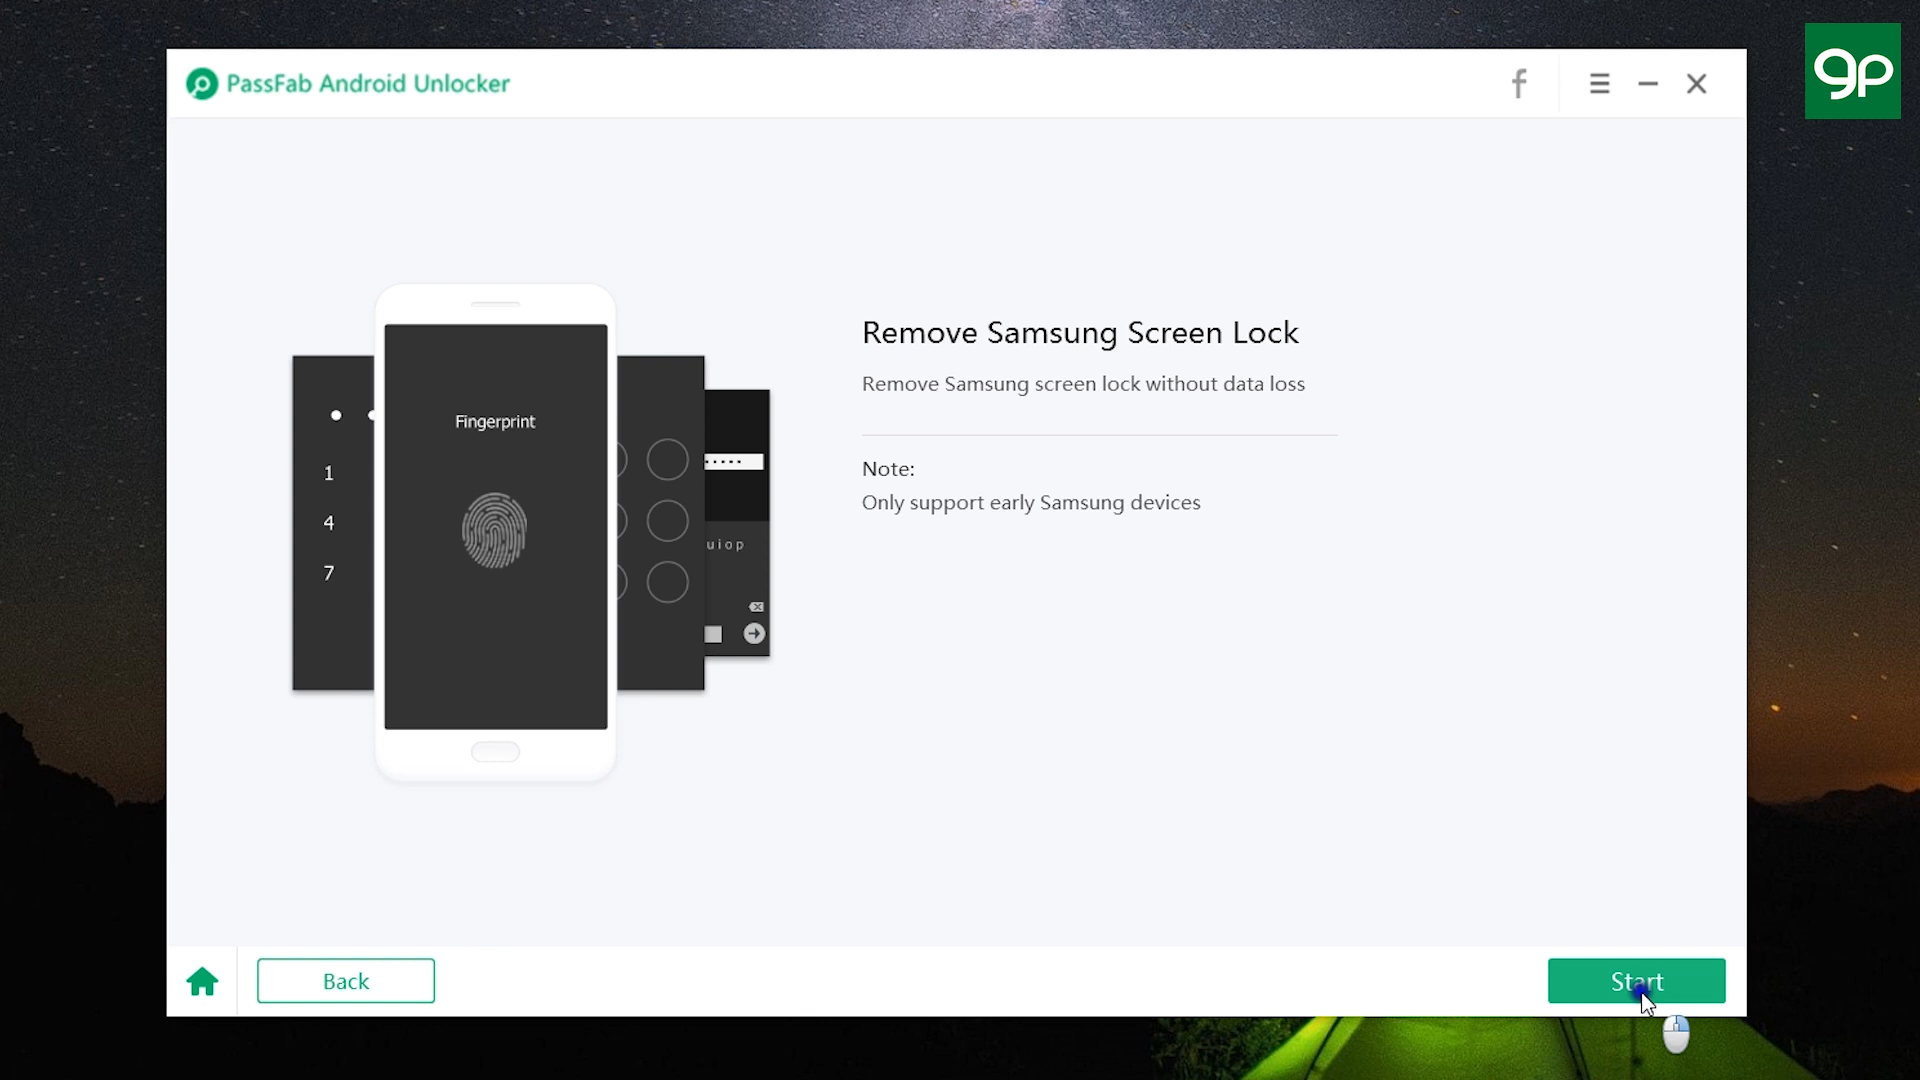 gp
PassFab Android Unlocker
f
Remove Samsung Screen Lock
Remove Samsung screen lock without data loss
Note:
Only support early Samsung devices
Fingerprint
1
4
7
uiop
Back
Start